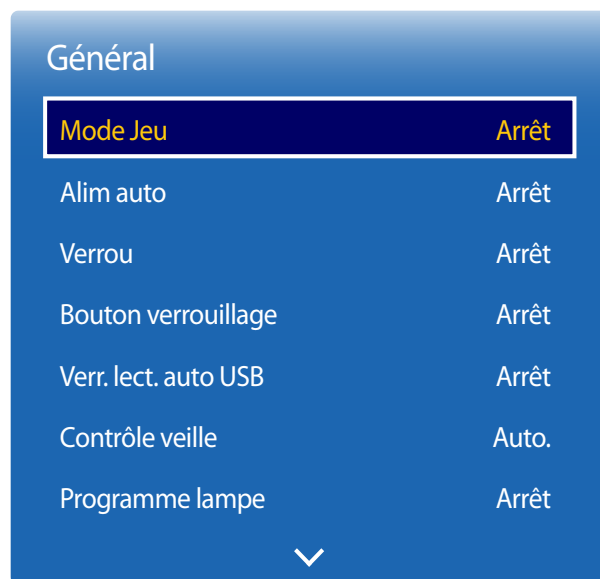 Général
Mode Jeu Arrêt
Alim auto Arrêt
Verrou Arrêt
Bouton verrouillage Arrêt
Verr. lect. auto USB Arrêt
Contrôle veille Auto.
Programme lampe Arrêt